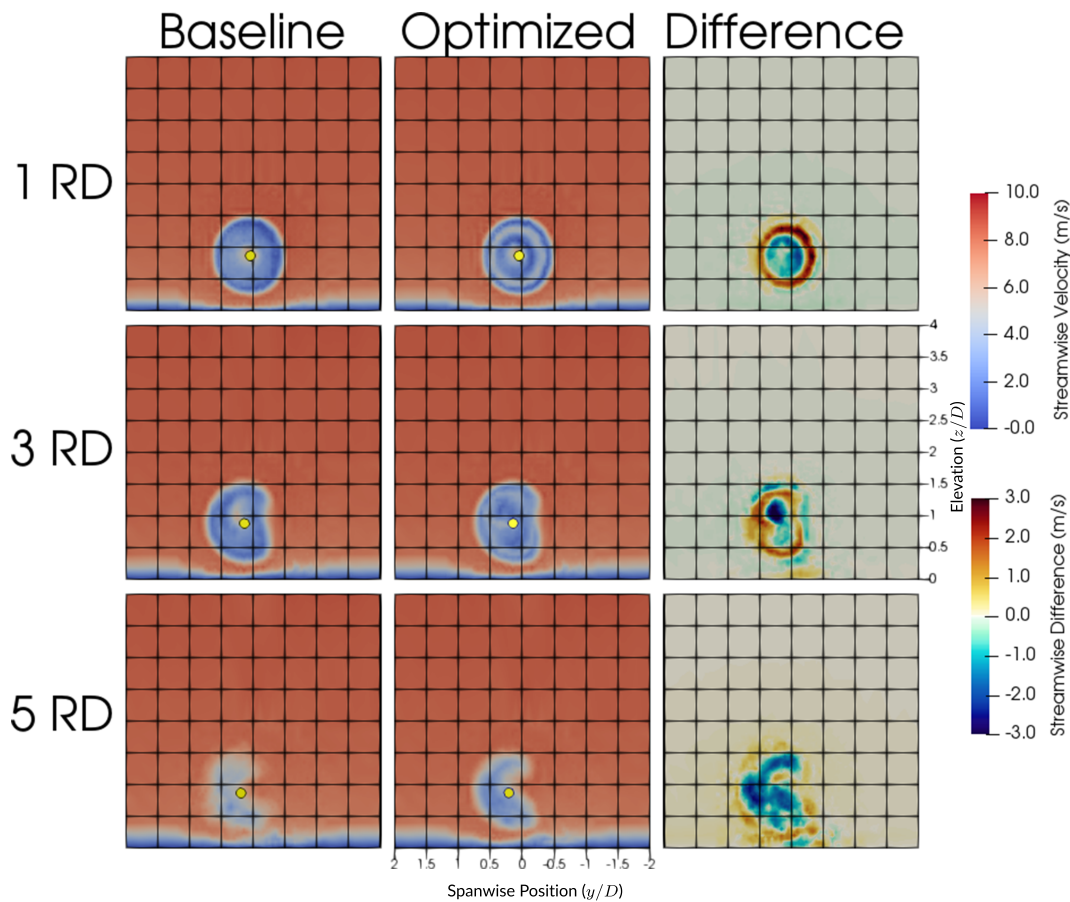 Baseline Optimized Difference
1 RD
10.0
8.0
6.0
4.0
2.0
-0.0
Streamwise Velocity (m/s)
3 RD
4
3.5
3
2.5
2
1.5
1
0.5
0
Elevation (z/D)
3.0
2.0
1.0
0.0
-1.0
-2.0
-3.0
Streamwise Difference (m/s)
5 RD
2 1.5 1 0.5 0 -0.5 -1 -1.5 -2
Spanwise Position (y/D)